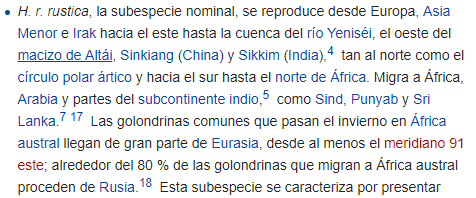 • H. r. rustica, la subespecie nominal, se reproduce desde Europa, Asia
Menor e Irak hacia el este hasta la cuenca del río Yeniséi, el oeste del
macizo de Altái, Sinkiang (China) y Sikkim (India),4 tan al norte como el
círculo polar ártico y hacia el sur hasta el norte de África. Migra a África,
Arabia y partes del subcontinente indio,5 como Sind, Punyab y Sri
Lanka.7 17 Las golondrinas comunes que pasan el invierno en África
austral llegan de gran parte de Eurasia, desde al menos el meridiano 91
este; alrededor del 80 % de las golondrinas que migran a África austral
proceden de Rusia.18 Esta subespecie se caracteriza por presentar